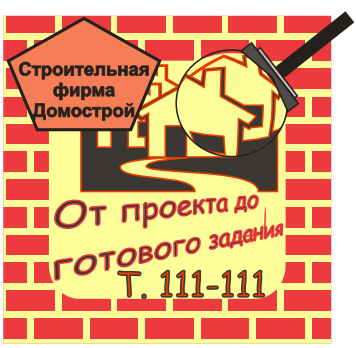 Строительная
фирма
Домострой
От проекта до
готового задания
Т. 111-111